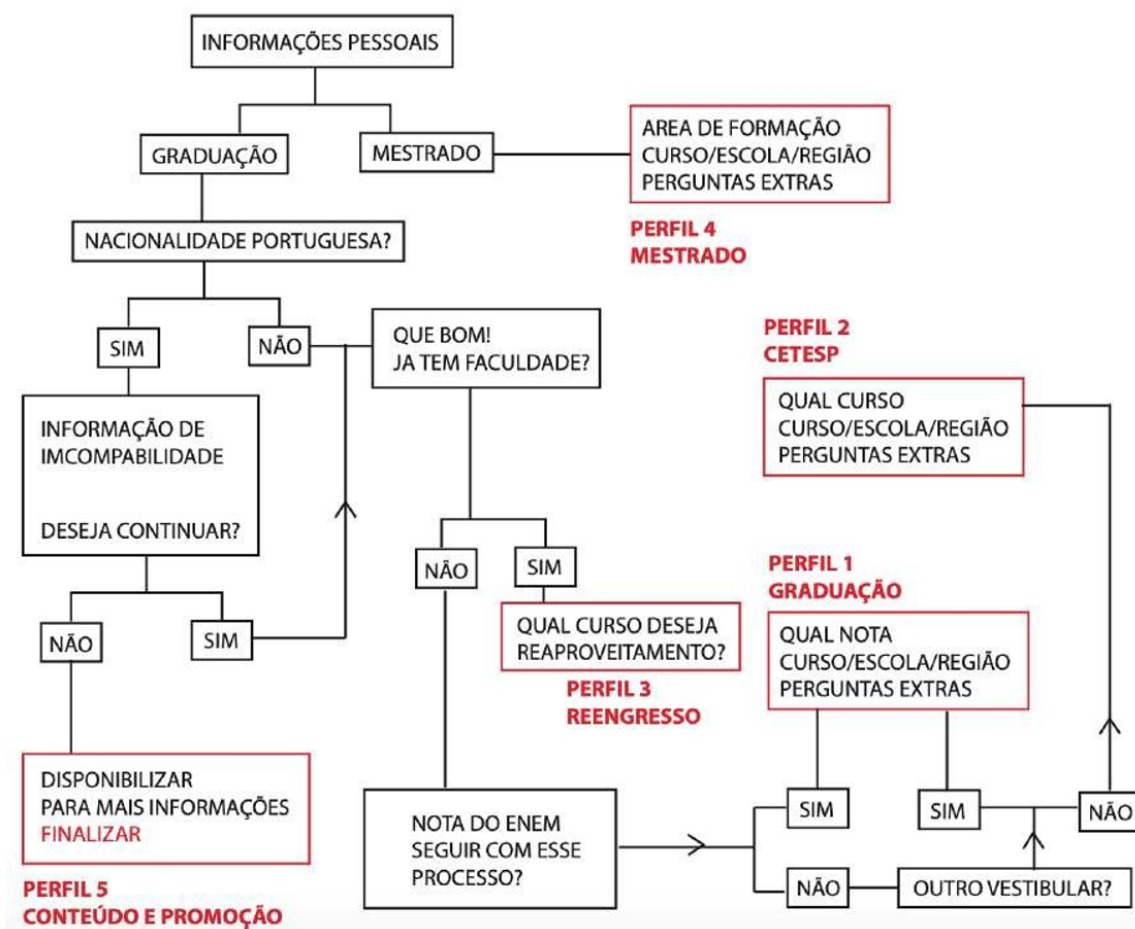 INFORMAÇÕES PESSOAIS
GRADUAÇÃO
MESTRADO
AREA DE FORMAÇÃO
CURSO/ESCOLA/REGIÃO
PERGUNTAS EXTRAS
PERFIL 4
MESTRADO
NACIONALIDADE PORTUGUESA?
SIM
NÃO
QUE BOM!
JA TEM FACULDADE?
PERFIL 2
CETESP
QUAL CURSO
CURSO/ESCOLA/REGIÃO
PERGUNTAS EXTRAS
INFORMAÇÃO DE
IMCOMPABILIDADE
DESEJA CONTINUAR?
NÃO
SIM
NÃO
SIM
QUAL CURSO DESEJA
REAPROVEITAMENTO?
PERFIL 3
REENGRESSO
PERFIL 1
GRADUAÇÃO
QUAL NOTA
CURSO/ESCOLA/REGIÃO
PERGUNTAS EXTRAS
DISPONIBILIZAR
PARA MAIS INFORMAÇÕES
FINALIZAR
PERFIL 5
CONTEÚDO E PROMOÇÃO
NOTA DO ENEM
SEGUIR COM ESSE
PROCESSO?
SIM
NÃO
SIM
NÃO
OUTRO VESTIBULAR?